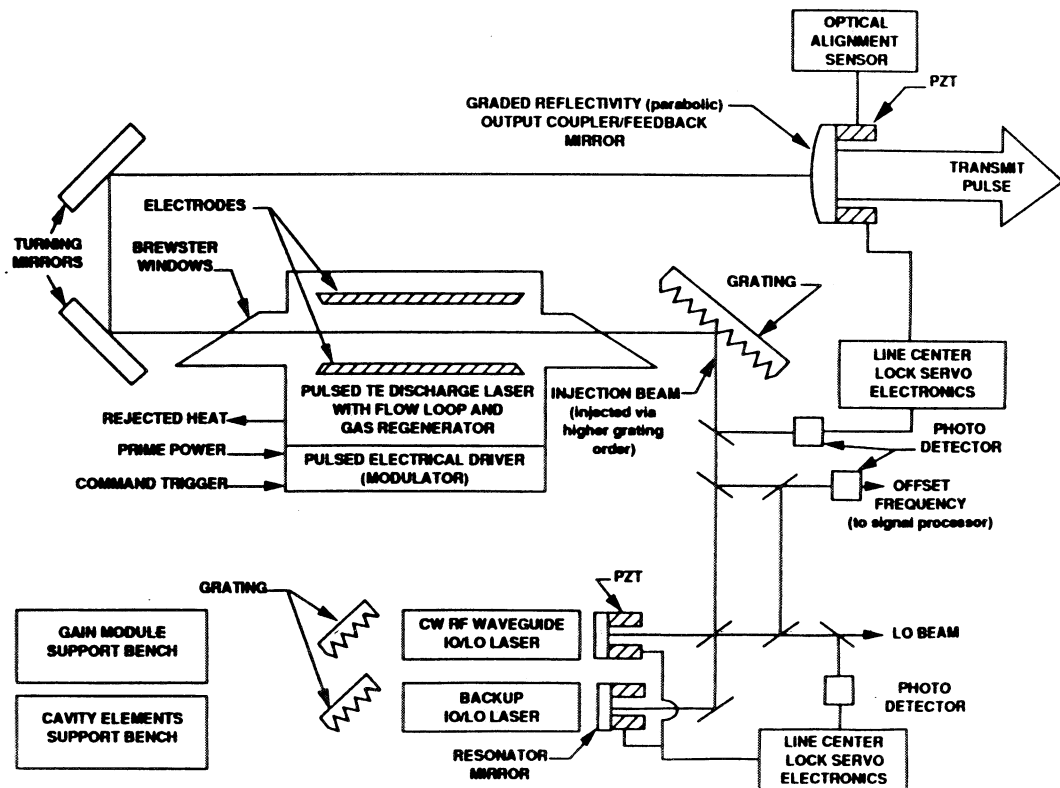 OPTICAL
ALIGNMENT
SENSOR
PZT
GRADED REFLECTIVITY (parabolic)
OUTPUT COUPLER/FEEDBACK
MIRROR
TRANSMIT
PULSE
ELECTRODES
TURNING
MIRRORS
BREWSTER
WINDOWS
GRATING
LINE CENTER
LOCK SERVO
ELECTRONICS
PULSED TE DISCHARGE LASER
WITH FLOW LOOP AND
GAS REGENERATOR
INJECTION BEAM
(injected via
higher grating
order)
REJECTED HEAT
PHOTO
DETECTOR
PRIME POWER
PULSED ELECTRICAL DRIVER
(MODULATOR)
COMMAND TRIGGER
OFFSET
FREQUENCY
(to signal processor)
GRATING
PZT
GAIN MODULE
SUPPORT BENCH
CW RF WAVEGUIDE
IO/LO LASER
LO BEAM
CAVITY ELEMENTS
SUPPORT BENCH
BACKUP
IO/LO LASER
PHOTO
DETECTOR
RESONATOR
MIRROR
LINE CENTER
LOCK SERVO
ELECTRONICS